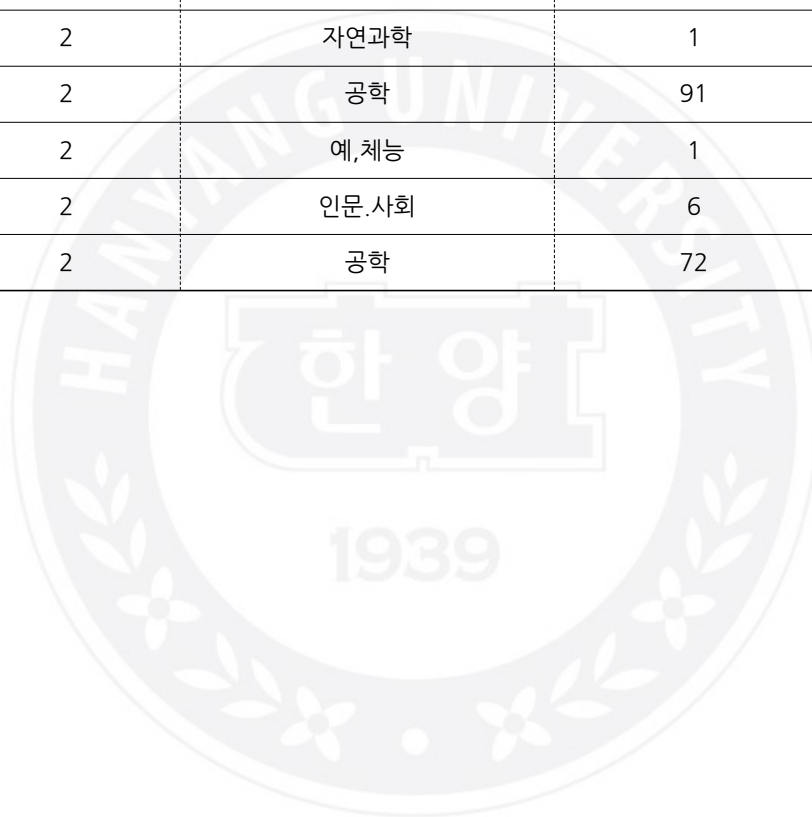 2 자연과학 1
2 공학 91
2 예,체능 1
2 인문.사회 6
2 공학 72
HANYANG UNIVERSITY
한양
1939